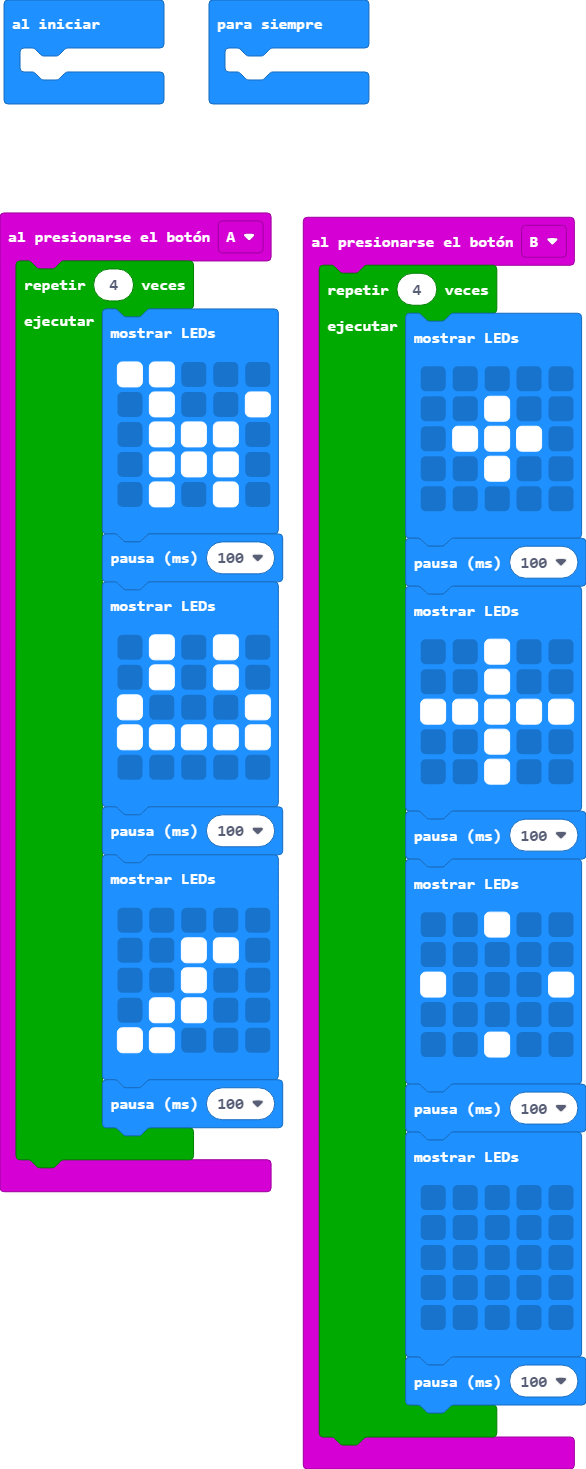 al iniciar
para siempre
al presionarse el botón A
repetir 4 veces
ejecutar
mostrar LEDs
pausa (ms) 100
mostrar LEDs
pausa (ms) 100
mostrar LEDs
pausa (ms) 100
al presionarse el botón B
repetir 4 veces
ejecutar
mostrar LEDs
pausa (ms) 100
mostrar LEDs
pausa (ms) 100
mostrar LEDs
pausa (ms) 100
mostrar LEDs
pausa (ms) 100